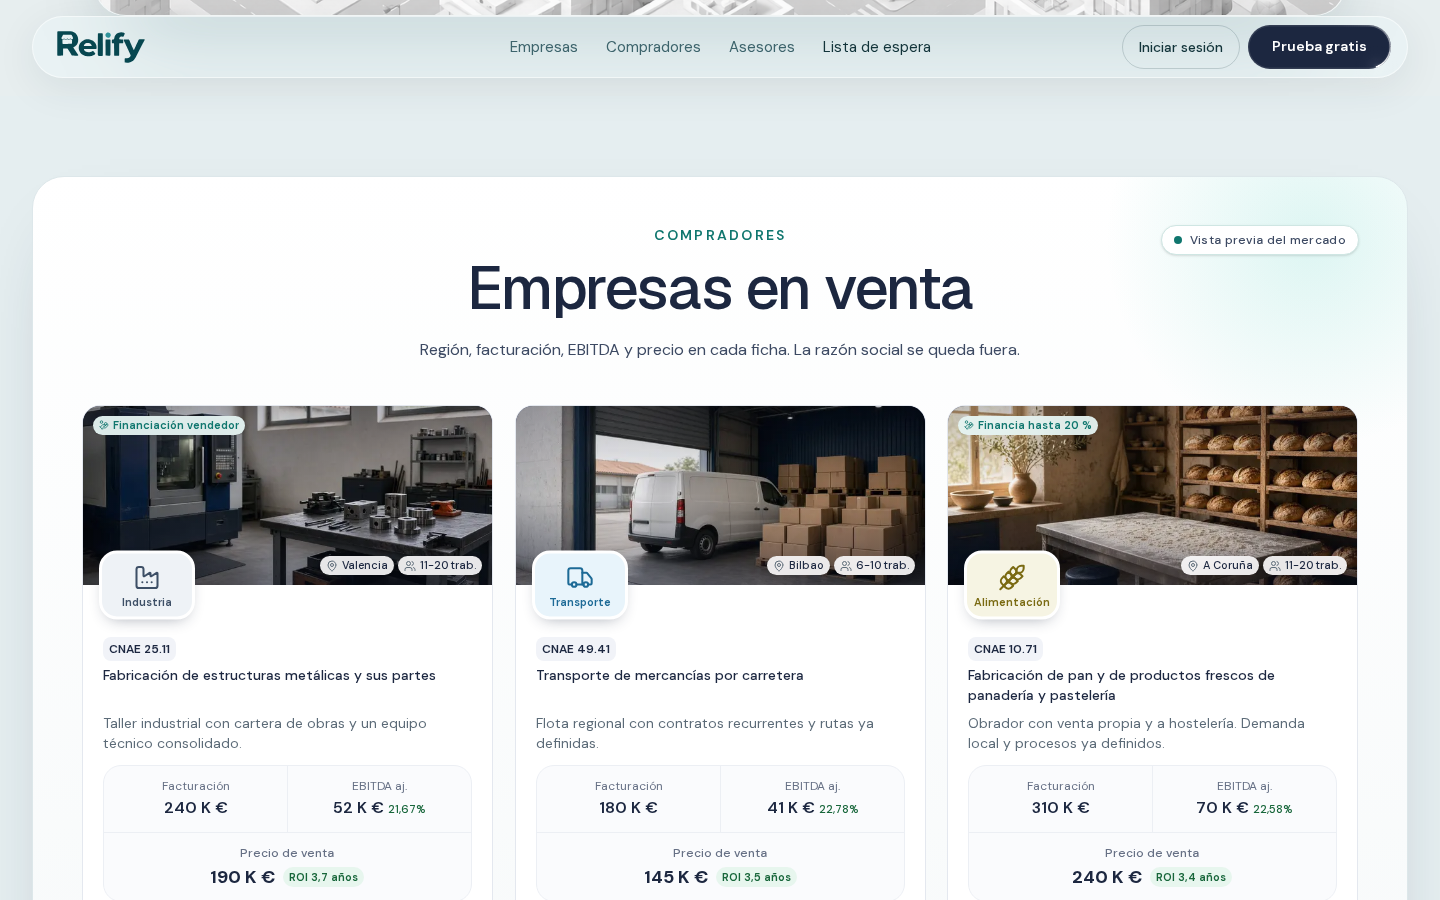 Relify
Empresas
Compradores
Asesores
Lista de espera
Iniciar sesión
Prueba gratis
COMPRADORES
Vista previa del mercado
Empresas en venta
Región, facturación, EBITDA y precio en cada ficha. La razón social se queda fuera.
Financiación vendedor
Valencia
11-20 trab.
Industria
CNAE 25.11
Fabricación de estructuras metálicas y sus partes
Taller industrial con cartera de obras y un equipo
técnico consolidado.
Facturación
240 K €
EBITDA aj.
52 K € 21,67%
Precio de venta
190 K € ROI 3,7 años
Bilbao
6-10 trab.
Transporte
CNAE 49.41
Transporte de mercancías por carretera
Flota regional con contratos recurrentes y rutas ya
definidas.
Facturación
180 K €
EBITDA aj.
41 K € 22,78%
Precio de venta
145 K € ROI 3,5 años
Financia hasta 20 %
A Coruña
11-20 trab.
Alimentación
CNAE 10.71
Fabricación de pan y de productos frescos de
panadería y pastelería
Obrador con venta propia y a hostelería. Demanda
local y procesos ya definidos.
Facturación
310 K €
EBITDA aj.
70 K € 22,58%
Precio de venta
240 K € ROI 3,4 años